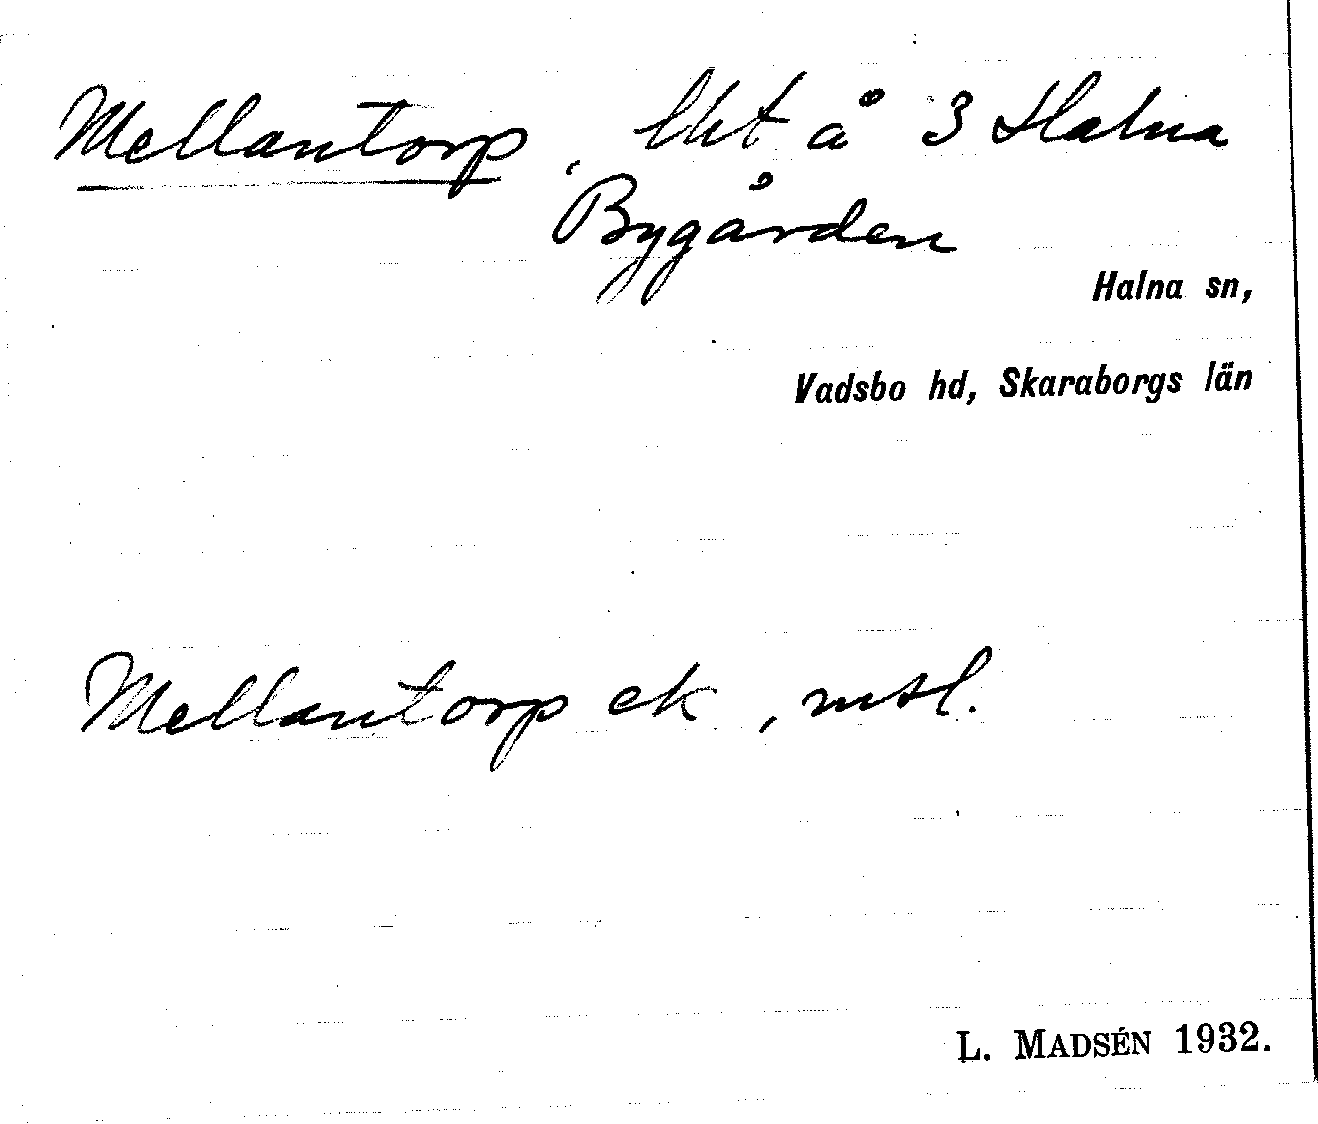 Mellantorp, lht å 3 Halna
Bygården
Halna sn,
Vadsbo hd, Skaraborgs län
Mellantorp ek, mtl.
L. MADSÉN 1932.